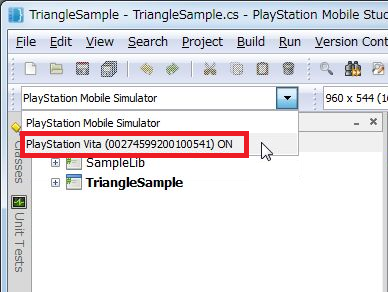 TriangleSample - TriangleSample.cs - PlayStation Mobile Stud
File Edit View Search Project Build Run Version Cont
PlayStation Mobile Simulator
960 x 544 (1
PlayStation Mobile Simulator
PlayStation Vita (00274599200100541) ON
SampleLib
TriangleSample
Classes
Unit Tests